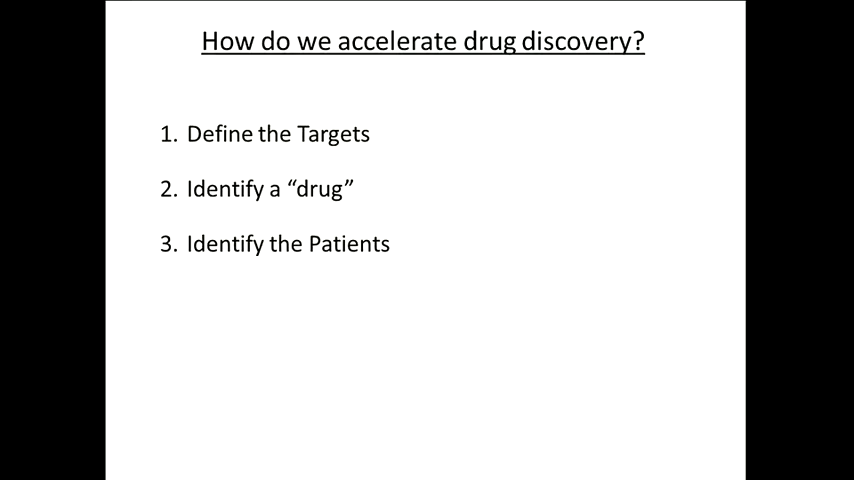 How do we accelerate drug discovery?
1. Define the Targets
2. Identify a “drug”
3. Identify the Patients